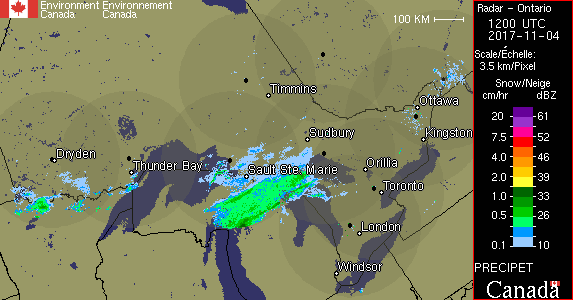 Environment Environnement
Canada Canada
100 KM
Timmins
Ottawa
Sudbury
Kingston
Dryden
Thunder Bay
Sault Ste. Marie
Orillia
Toronto
London
Windsor
Radar - Ontario
1200 UTC
2017-11-04
Scale/Échelle:
3.5 km/Pixel
Snow/Neige
cm/hr dBZ
20 61
7.5 57
5.5 52
4.0 46
2.0 39
1.0 33
0.5 26
0.1 10
PRECIPET
Canada